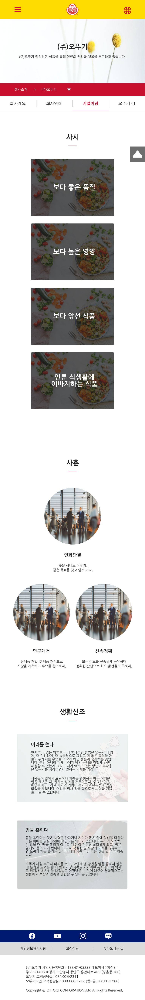 오뚜기
(주)오뚜기
(주)오뚜기 임직원은 식품을 통해 인류의 건강과 행복을 추구하고 있습니다.
회사소개 > (주)오뚜기
회사개요 회사연혁 기업이념 오뚜기 CI
사시
보다 좋은 품질
보다 높은 영양
보다 앞선 식품
인류 식생활에
이바지하는 식품
사훈
인화단결
뜻을 하나로 이루자.
같은 목표를 갖고 앞서 가자.
연구개척 신속정확
신제품 개발, 현제품 개선으로 모든 정보를 신속하게 공유하며
시장을 개척하고 수요를 창조하자. 정확한 판단으로 회사 발전을 이룩하자.
생활신조
머리를 쓴다
현재 하고 있는 방법보다 더 효과적인 방법은 없는지 더 쉽
게, 더 안전하게, 더 능률적으로 그리고 더 좋은 품질을 만
들기 위해서는 무엇을 어떻게 하면 좋은지 생각하는 것입
니다. 뿐만 아니라 현재 나에게 닥친 문제를 어떻게 하면
해결할 수 있는지 그리고 내가 택하고 있는 방법이 부작용
은 없는지를 생각하면서 일하는 자세를 가집니다.
사람들이 일에서 보람이나 기쁨을 경험하는 때는 어려운
일을 해냈을 때, 원하는 성과를 거두었을때, 중요한 일을
해냈을 때, 그리고 자기의 역량이 증가되고 유능성이 입증
되었을 때입니다. 머리를 써서 일을 함으로써 보람과 기쁨
을 느낄 수 있습니다.
땀을 흘린다
땀을 흘린다는 것은 노력을 한다거나 자기가 맡은 일에 최선을 다한다
또는 어떠한 일을 실천에 옮긴다는 의미가 있습니다. 우리가 노력하
지 않을 때, 땀을 흘리지 아니할 때 능력은 점점 쇠퇴하게 되고, 적은
일에도 곧 지치게 됩니다. 그러나 적절한 양의 땀과 노력을 경주해보
면 노력과 땀을 흘리는 것이 나에게 기쁨이 된 다는 것을 알 수가 있습
니다.
오뚜기 사원 누구나 머리를 쓰고, 고안해 낸 방법을 땀을 흘려서 실천
에 옮기고 노력을 할 때 회사의 경쟁력도 커지지만 동시에 나의 역량
도 커져서 내 자신을 대접받고 인정받을 수 있게 해주어 결과적으로는
생활에서 보람과 만족을 경험할 수 있다는 것입니다.
blog
개인정보처리방침 | 고객상담 | 찾아오시는 길
(주)오뚜기 사업자등록번호 : 138-81-03238 대표이사 : 황성만
주소 : (14060) 경기도 안양시 동안구 흥안대로 405 (평촌동 160)
오뚜기 고객상담실 : 080-024-2311
오뚜기라면 고객상담실 : 080-088-1212 (월~금, 08:30~17:00)
Copyright ⓒ OTTOGI CORPORATION.,Ltd All Rights Reserved.